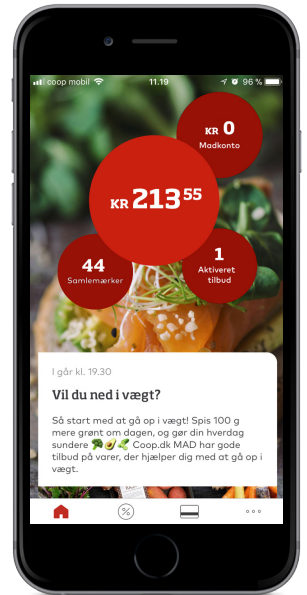 coop mobil 11.19 96 %
KR 0
Madkonto
KR 213 55
44
Samlemærker
1
Aktiveret
tilbud
I går kl. 19.30
Vil du ned i vægt?
Så start med at gå op i vægt! Spis 100 g
mere grønt om dagen, og gør din hverdag
sundere 🥦🥑🌿 Coop.dk MAD har gode
tilbud på varer, der hjælper dig med at gå op i
vægt.